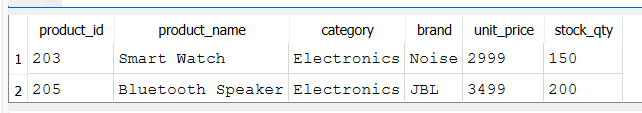 product_id product_name category brand unit_price stock_qty
1 203 Smart Watch Electronics Noise 2999 150
2 205 Bluetooth Speaker Electronics JBL 3499 200